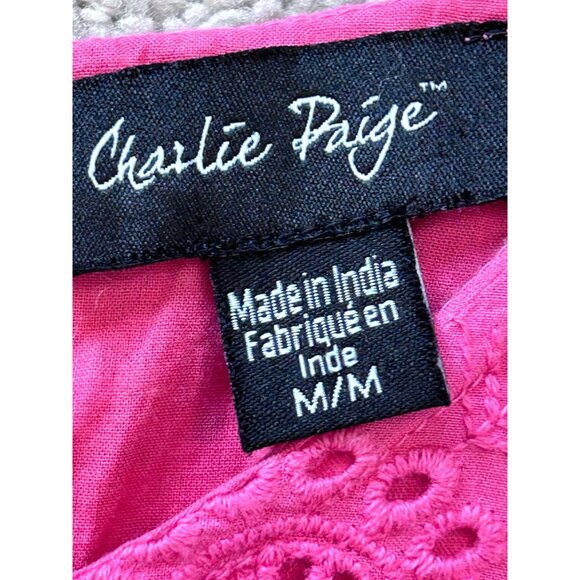 Charlie Paige™
Made in India
Fabriqué en
Inde
M/M